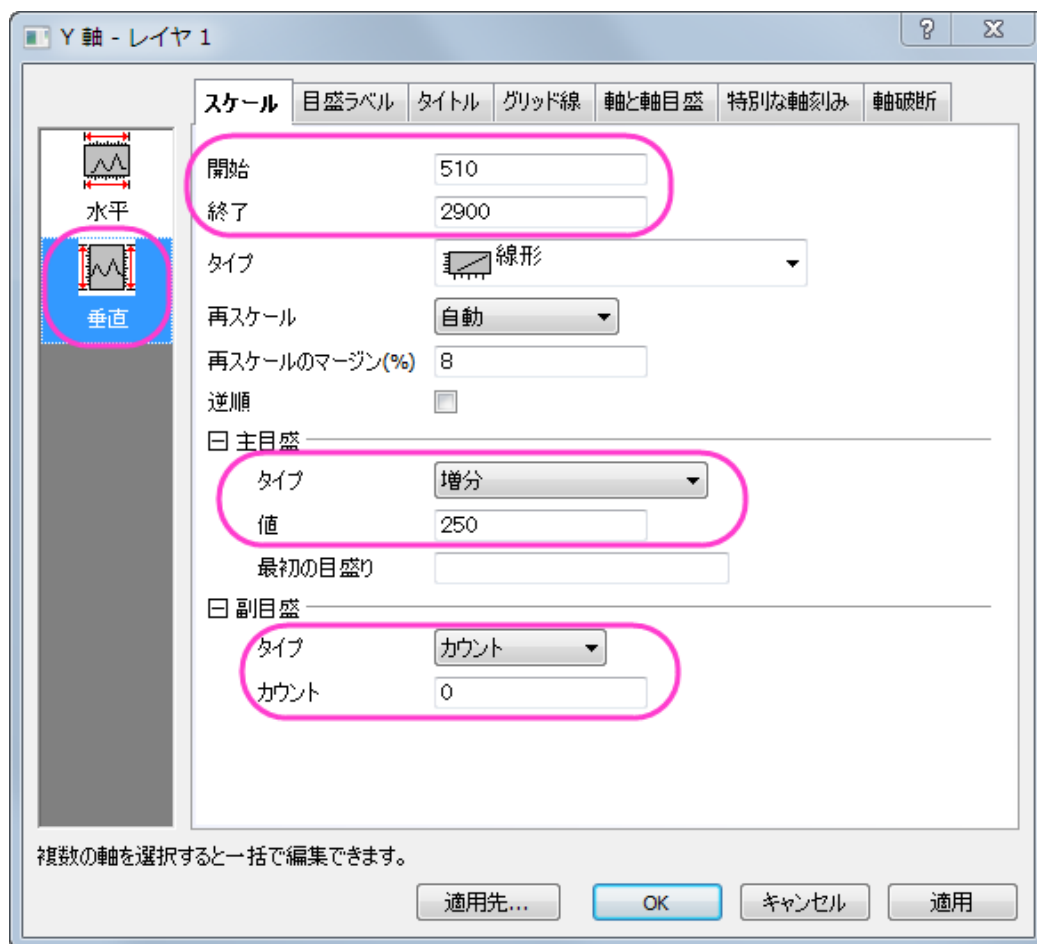 Y 軸 - レイヤ 1
スケール 目盛ラベル タイトル グリッド線 軸と軸目盛 特別な軸刻み 軸破断
水平
垂直
開始 510
終了 2900
タイプ 線形
再スケール 自動
再スケールのマージン(%) 8
逆順
主目盛
タイプ 増分
値 250
最初の目盛り
副目盛
タイプ カウント
カウント 0
複数の軸を選択すると一括で編集できます。
適用先... OK キャンセル 適用